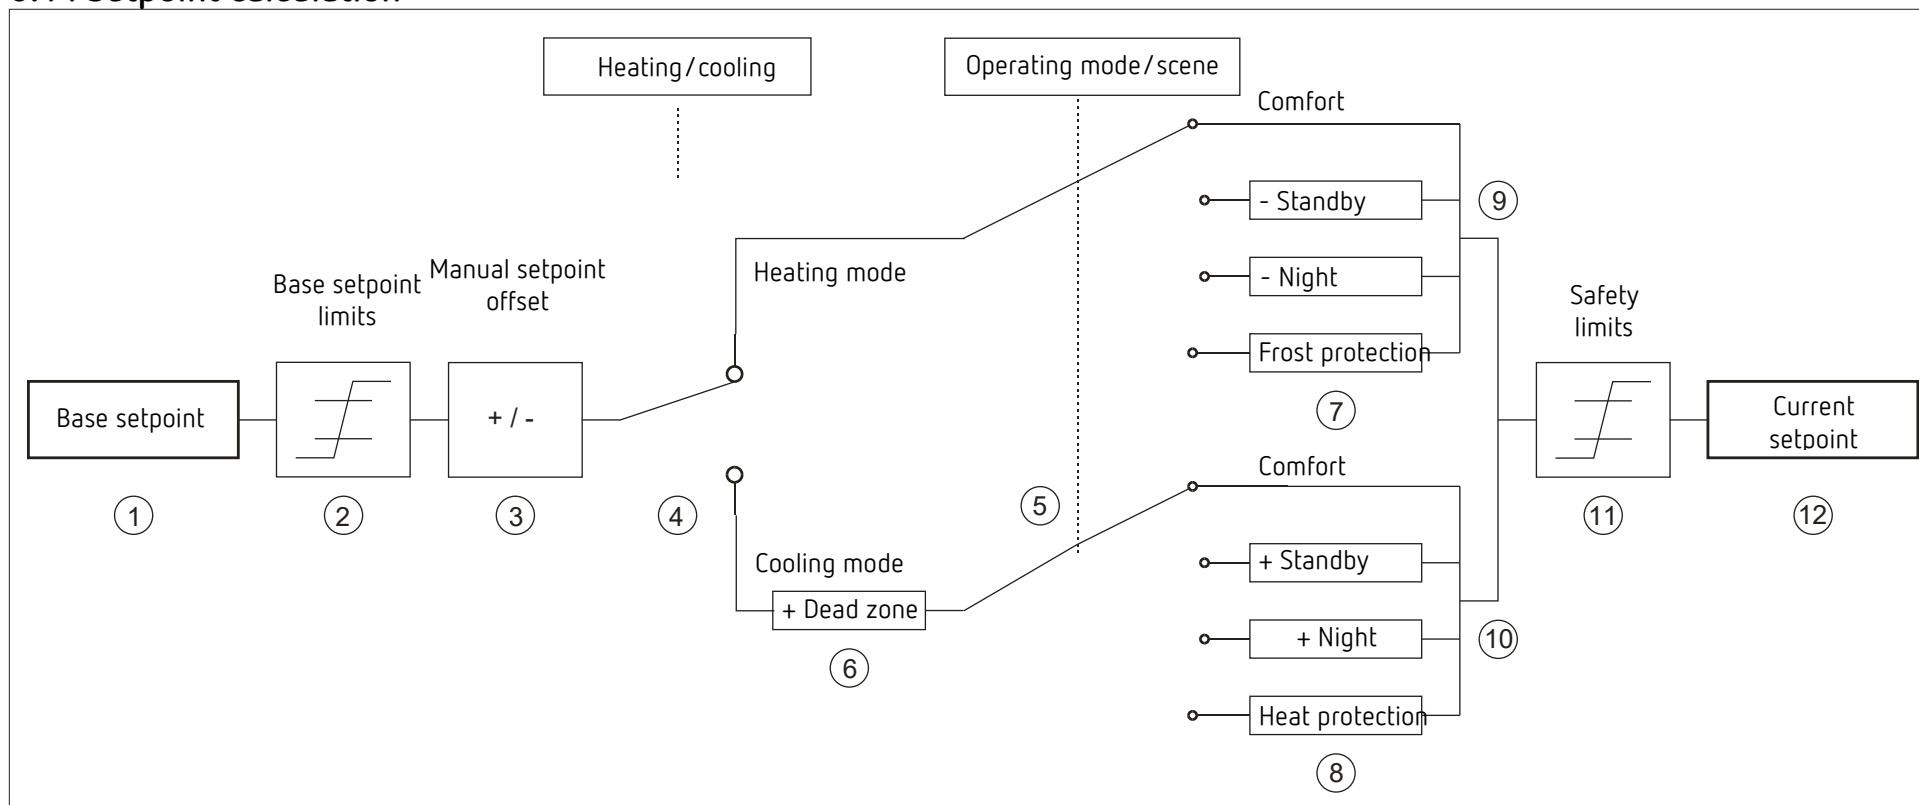 Heating/cooling
Operating mode/scene
Comfort
- Standby
9
- Night
Frost protection
7
Heating mode
Base setpoint
limits
Manual setpoint
offset
Safety
limits
Base setpoint
+ / -
Current
setpoint
1
2
3
4
5
11
12
Comfort
Cooling mode
+ Dead zone
6
+ Standby
+ Night
10
Heat protection
8